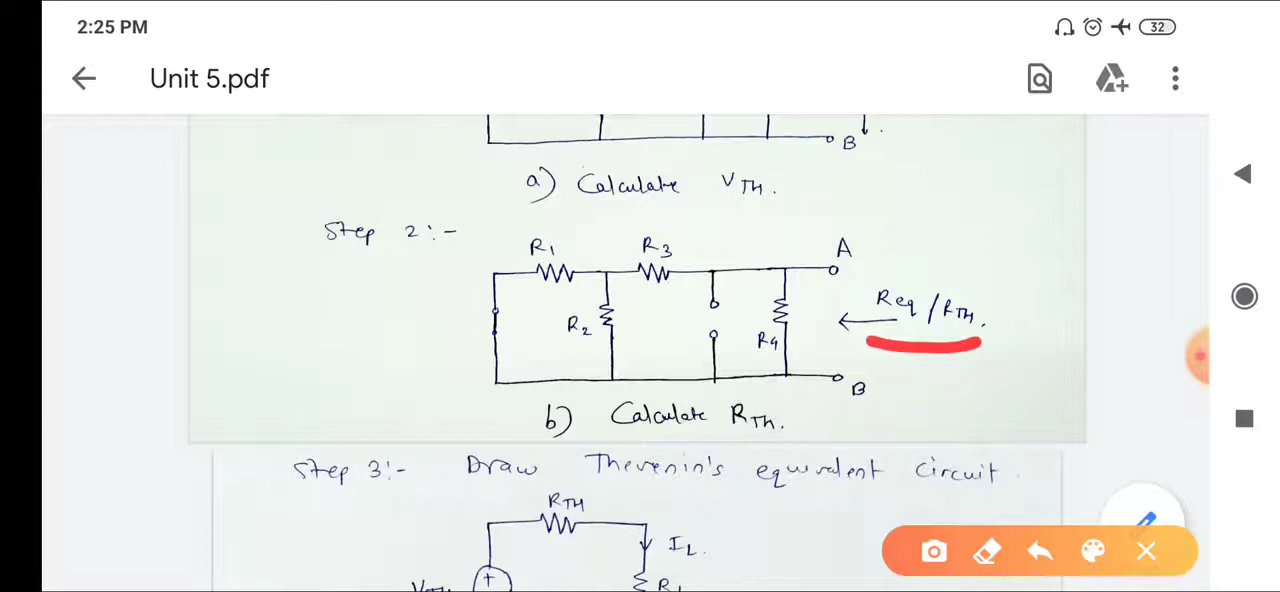 2:25 PM
32
Unit 5.pdf
B
a) Calculate VTH.
Step 2:-
R1
R3
A
R2
R4
Req/RTH.
B
b) Calculate RTh.
Step 3:- Draw Thevenin's equivalent circuit.
RTH
IL.
+